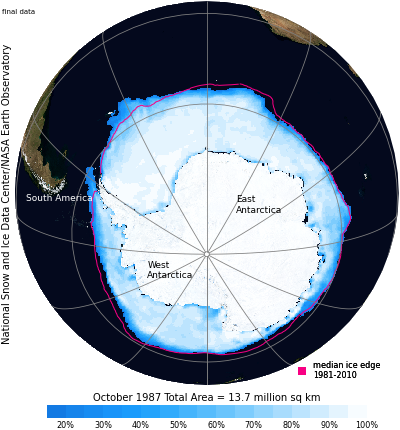 final data
National Snow and Ice Data Center/NASA Earth Observatory
South America
East
Antarctica
West
Antarctica
median ice edge
1981-2010
October 1987 Total Area = 13.7 million sq km
20% 30% 40% 50% 60% 70% 80% 90% 100%